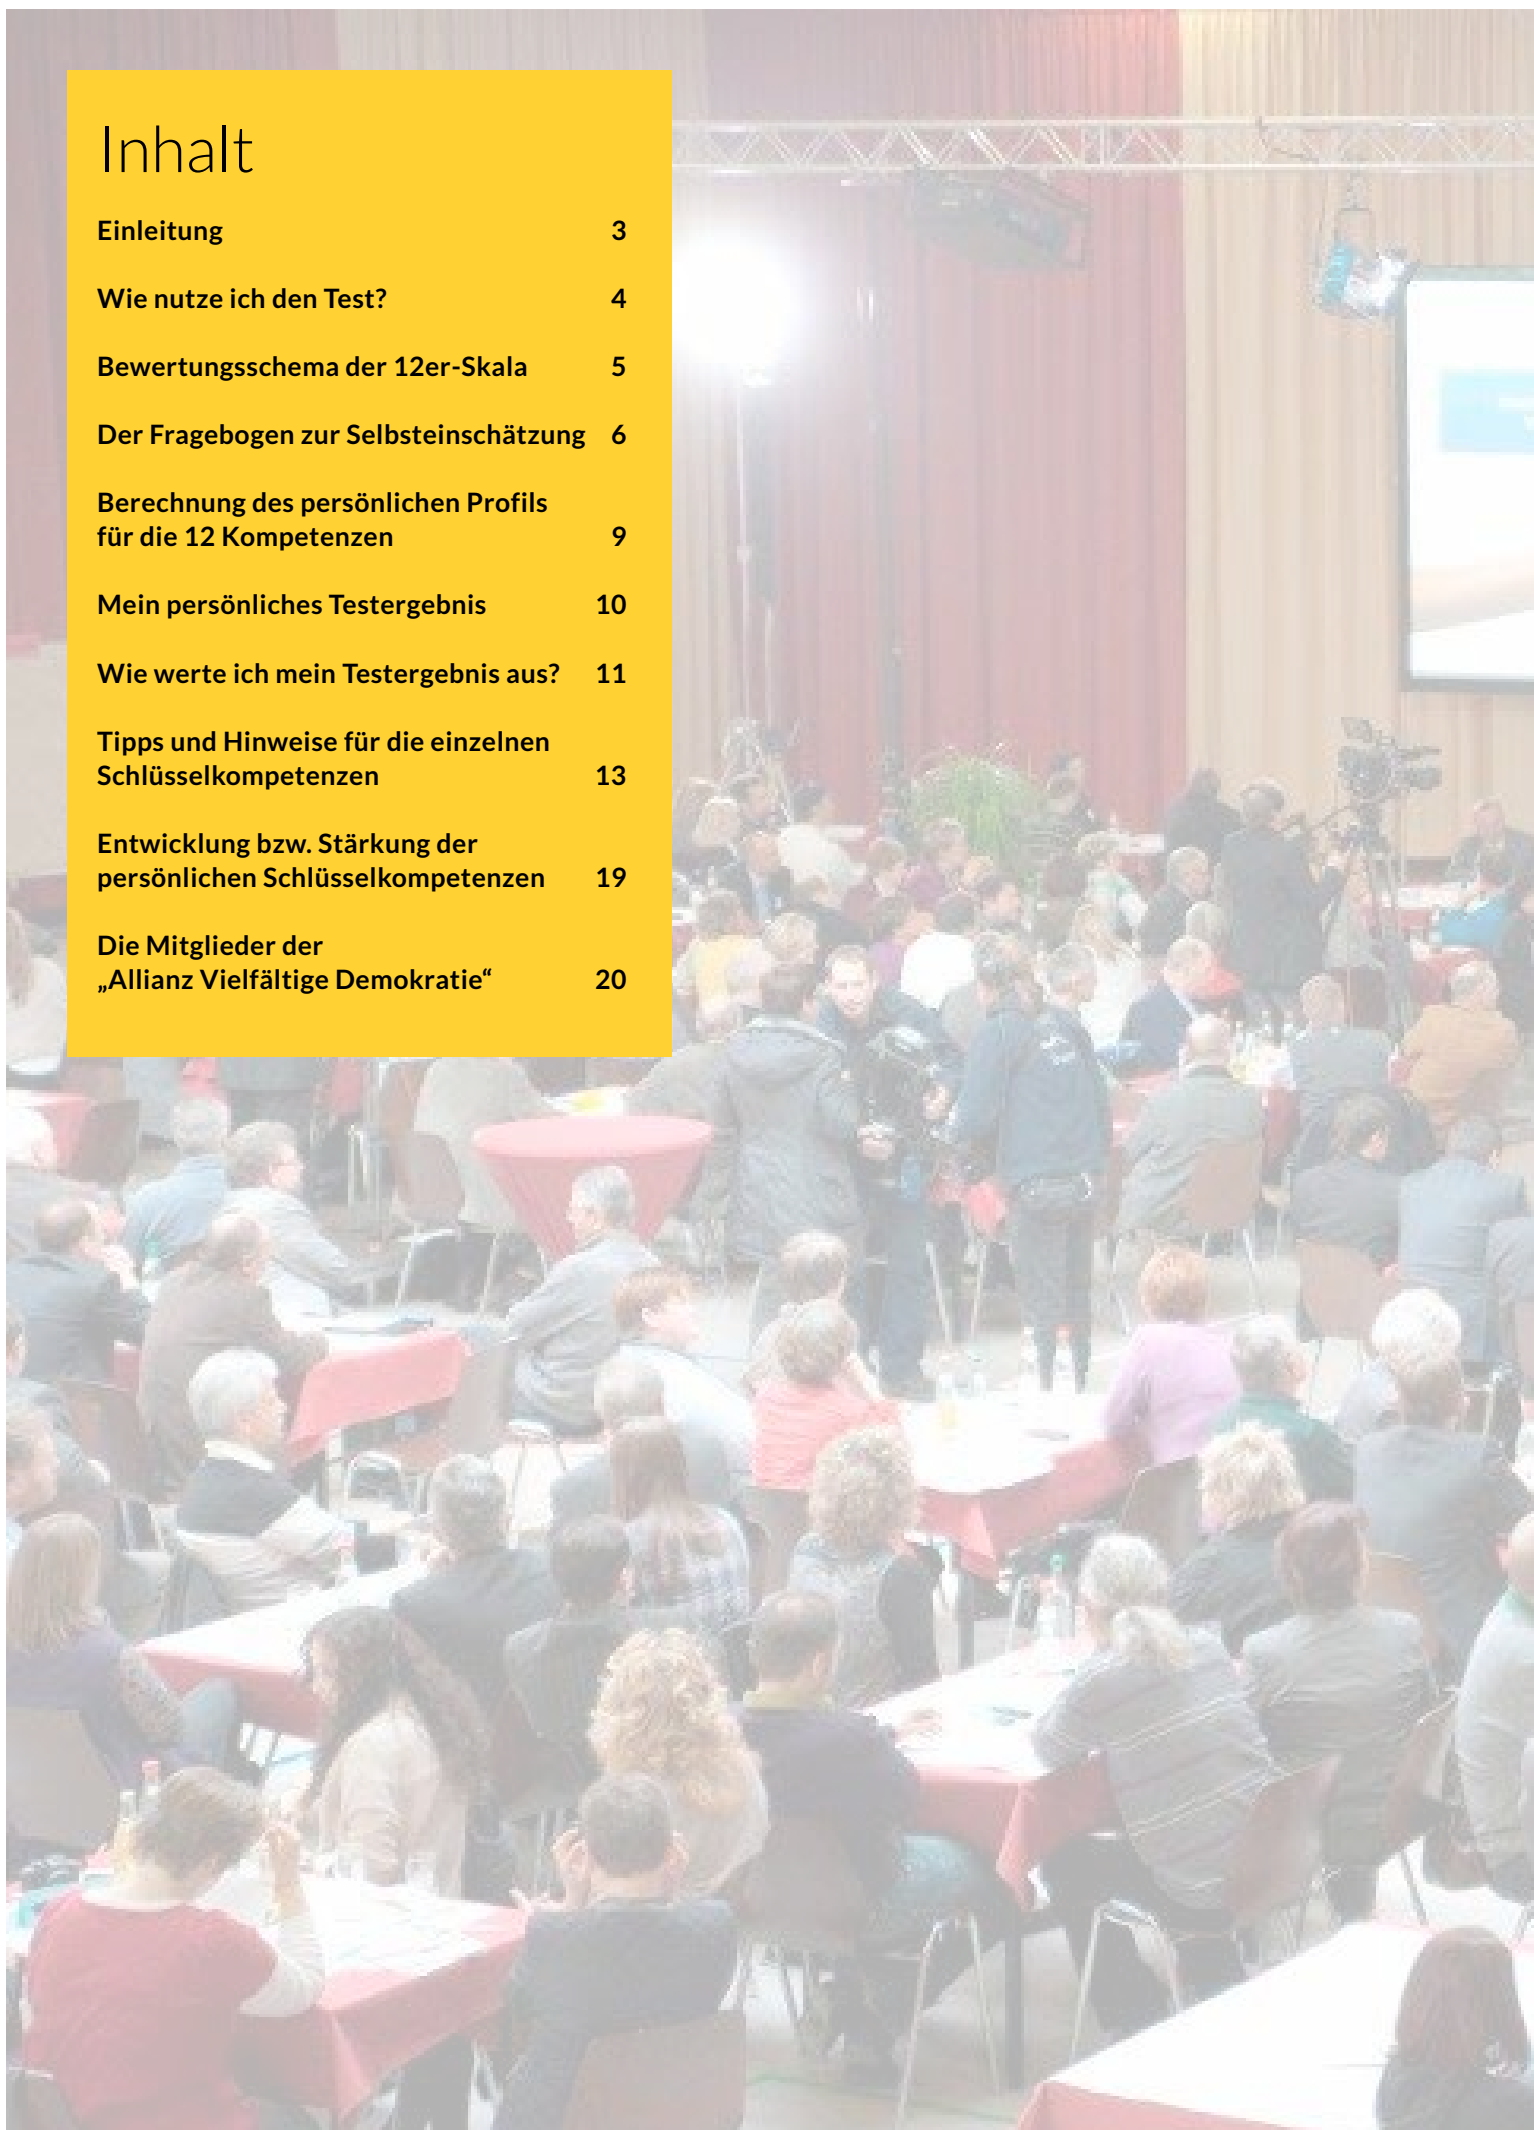 Inhalt
Einleitung 3
Wie nutze ich den Test? 4
Bewertungsschema der 12er-Skala 5
Der Fragebogen zur Selbsteinschätzung 6
Berechnung des persönlichen Profils
für die 12 Kompetenzen 9
Mein persönliches Testergebnis 10
Wie werte ich mein Testergebnis aus? 11
Tipps und Hinweise für die einzelnen
Schlüsselkompetenzen 13
Entwicklung bzw. Stärkung der
persönlichen Schlüsselkompetenzen 19
Die Mitglieder der
„Allianz Vielfältige Demokratie“ 20